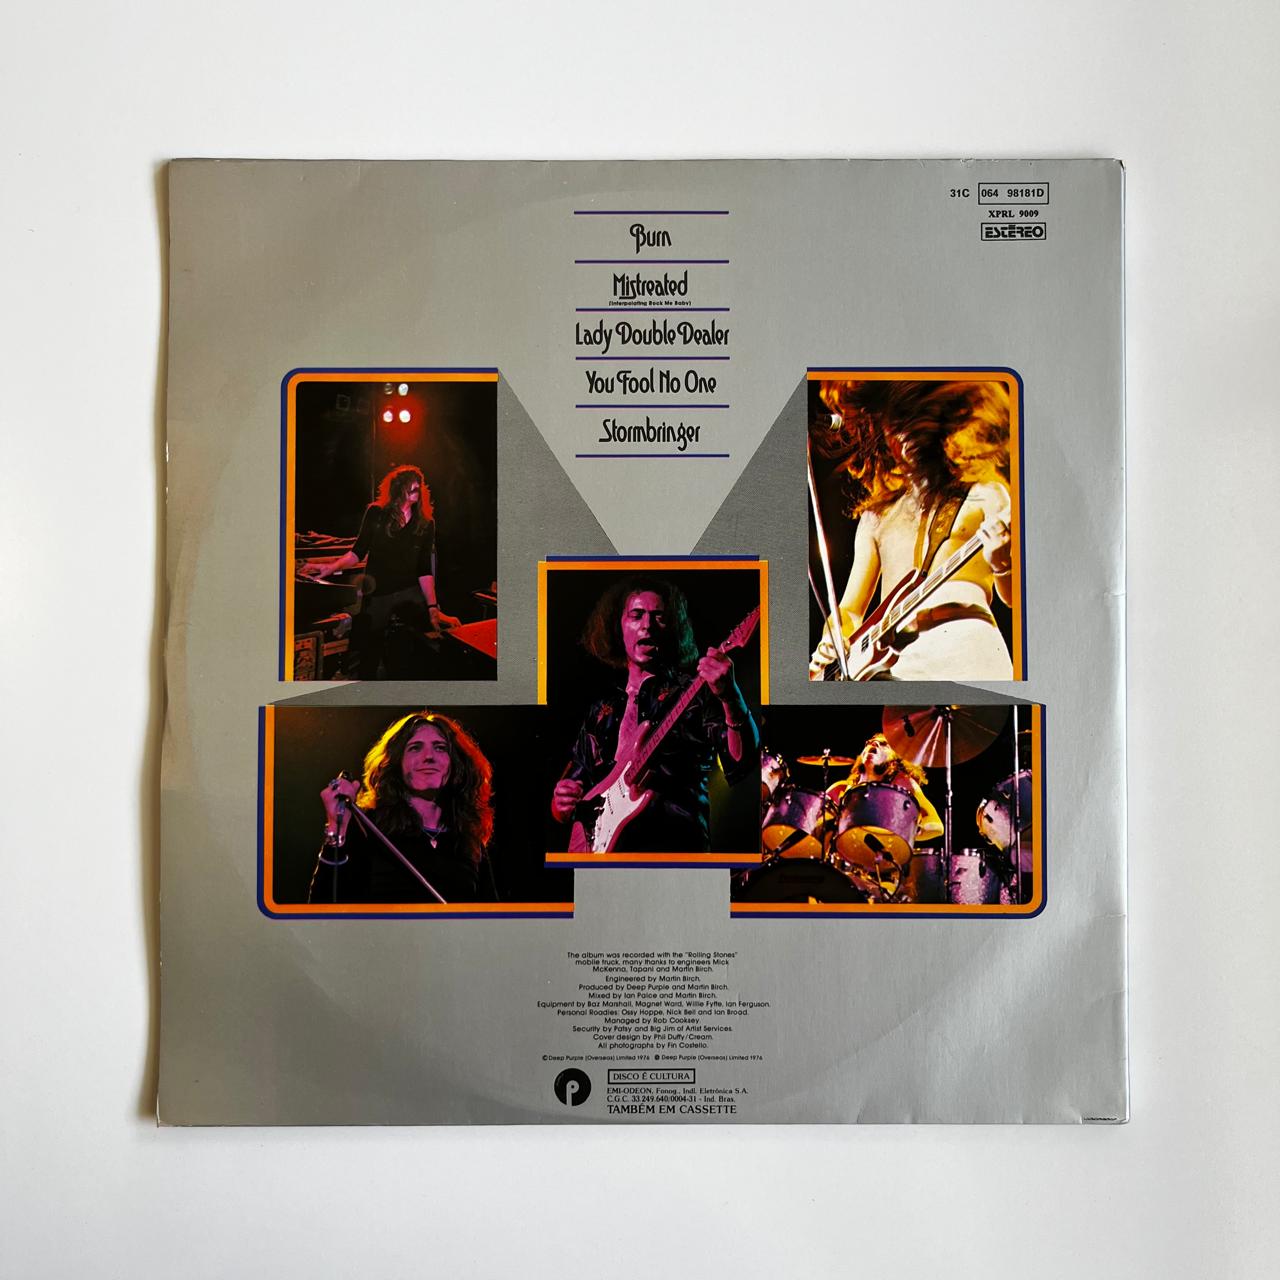 31C 064 98181D
XPRL 9009
ESTÉREO
Burn
Mistreated
(Interpolating Rock Me Baby)
Lady Double Dealer
You Fool No One
Stormbringer
The album was recorded with the "Rolling Stones"
mobile truck, many thanks to engineers Mick
McKenna, Tapani and Martin Birch.
Engineered by Martin Birch.
Produced by Deep Purple and Martin Birch.
Mixed by Ian Paice and Martin Birch.
Equipment by Baz Marshall, Magnet Ward, Willie Fyffe, Ian Ferguson.
Personal Roadies: Ossy Hoppe, Nick Bell and Ian Broad.
Managed by Rob Cooksey.
Security by Patsy and Big Jim of Artist Services.
Cover design by Phil Duffy/Cream.
All photographs by Fin Costello.
©Deep Purple (Overseas) Limited 1976 ℗ Deep Purple (Overseas) Limited 1976
DISCO É CULTURA
EMI-ODEON, Fonog., Indl. Eletrônica S.A.
C.G.C. 33.249.640/0004-31 - Ind. Bras.
TAMBÉM EM CASSETTE